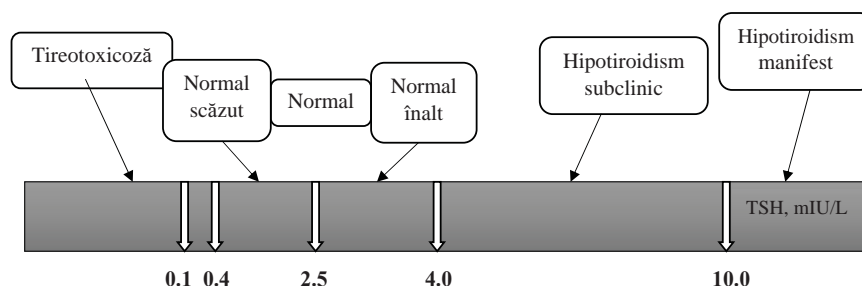 Tireotoxicoză
Normal
scăzut
Normal
Normal
înalt
Hipotiroidism
subclinic
Hipotiroidism
manifest
TSH, mIU/L
0.1 0.4 2.5 4.0 10.0